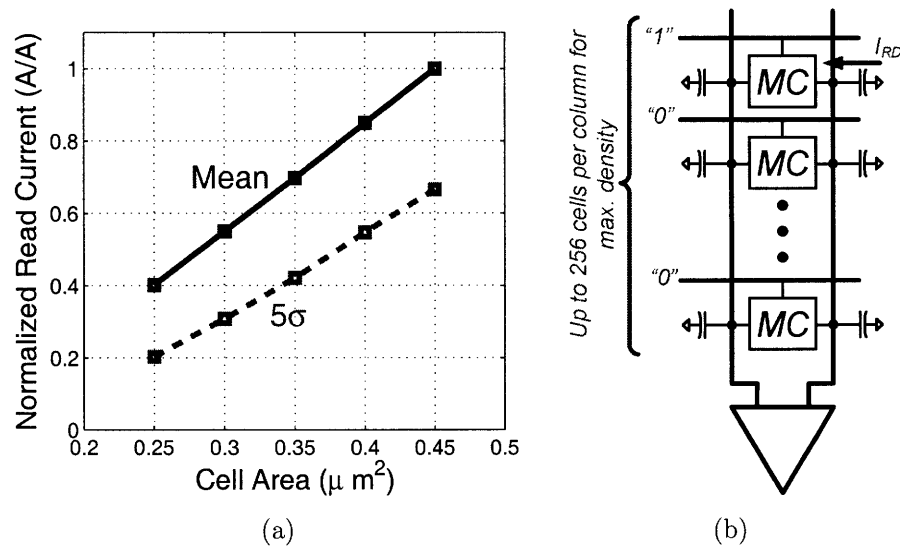 (a)
Normalized Read Current (A/A)
1
0.8
0.6
0.4
0.2
0
0.2
0.25
0.3
0.35
0.4
0.45
0.5
Cell Area (μ m²)
Mean
5σ
(b)
Up to 256 cells per column for
max. density
"1"
I_RD
MC
"0"
MC
"0"
MC